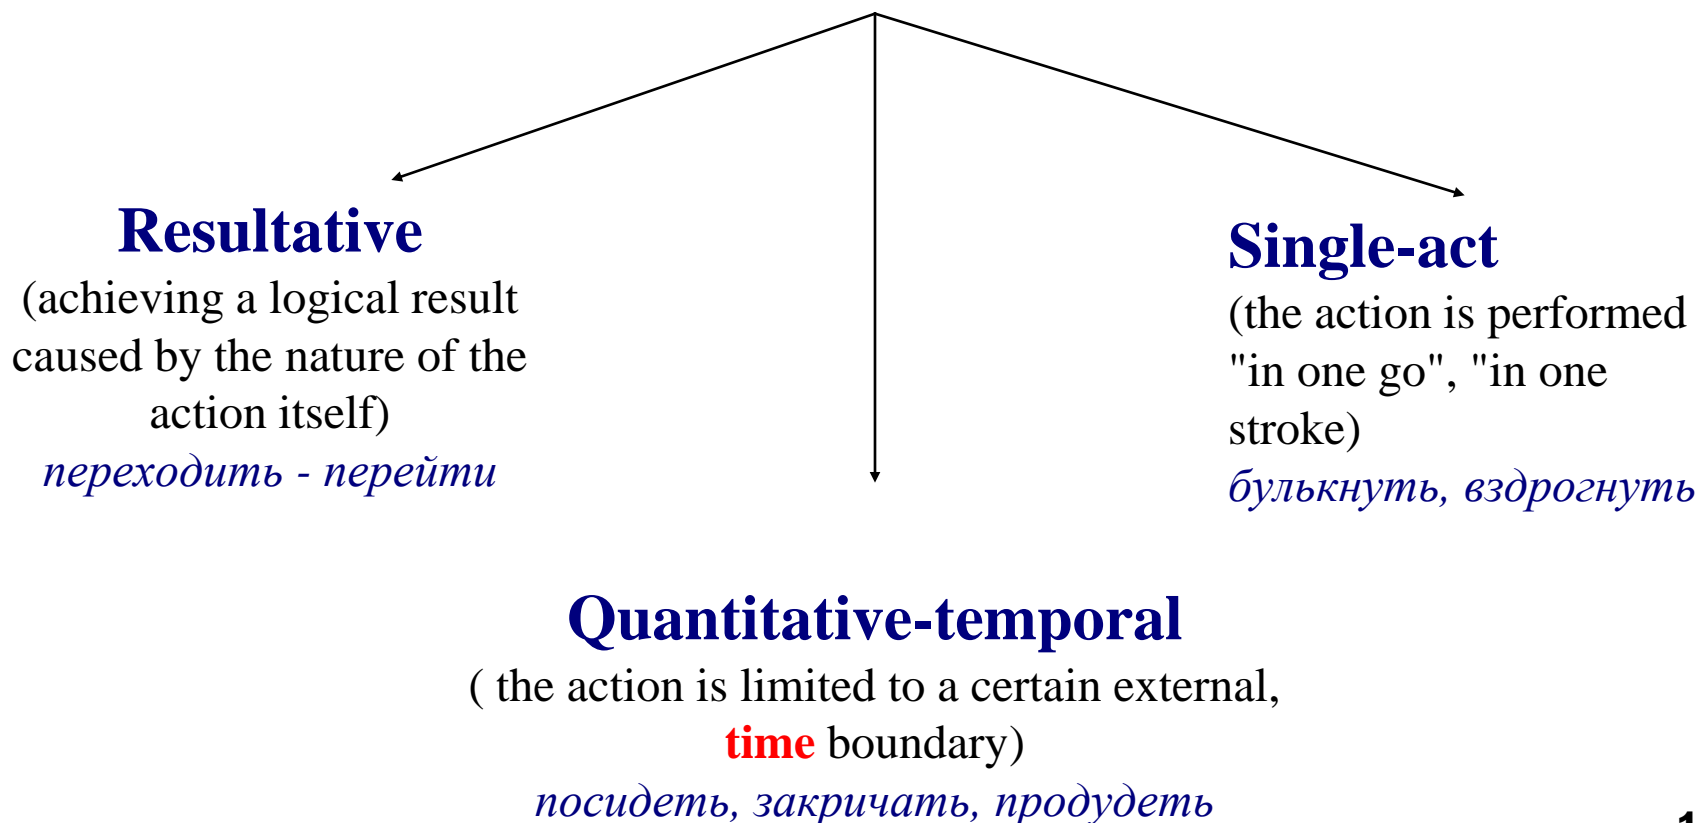 Resultative
(achieving a logical result
caused by the nature of the
action itself)
переходить - перейти
Single-act
(the action is performed
"in one go", "in one
stroke)
булькнуть, вздрогнуть
Quantitative-temporal
( the action is limited to a certain external,
time boundary)
посидеть, закричать, продудеть